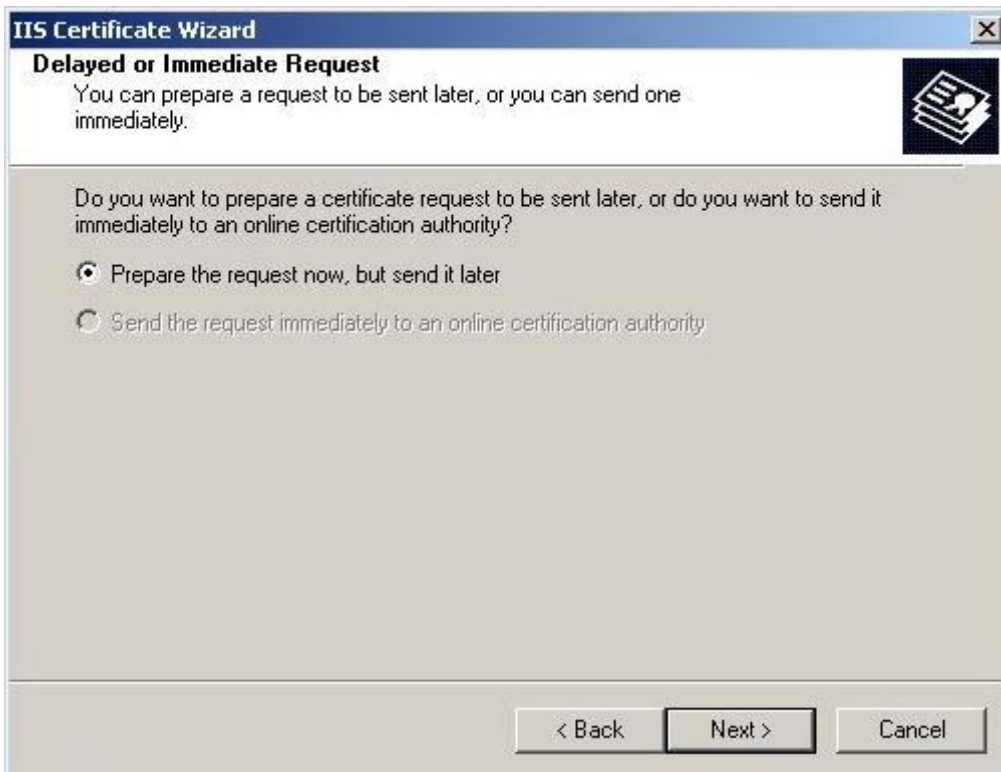 IIS Certificate Wizard
Delayed or Immediate Request
You can prepare a request to be sent later, or you can send one
immediately.
Do you want to prepare a certificate request to be sent later, or do you want to send it
immediately to an online certification authority?
Prepare the request now, but send it later
Send the request immediately to an online certification authority
< Back
Next >
Cancel